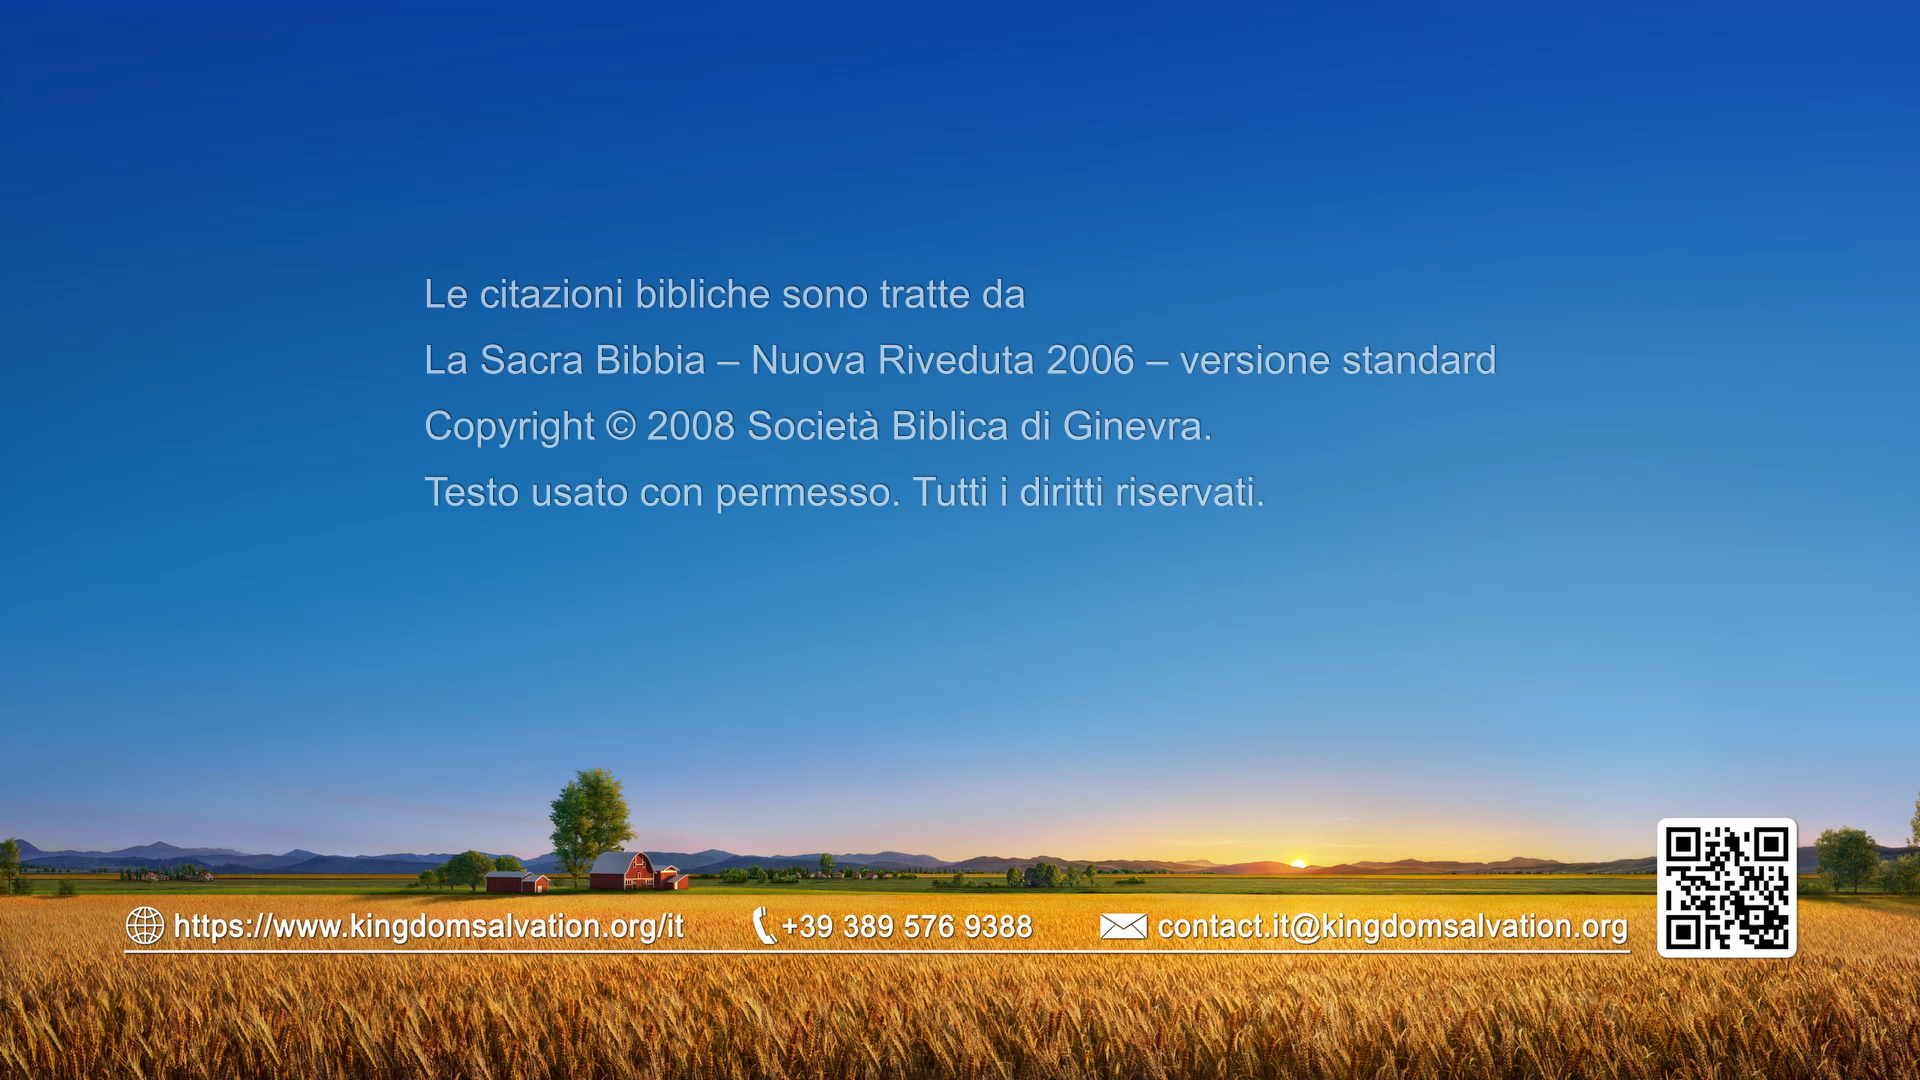 Le citazioni bibliche sono tratte da
La Sacra Bibbia – Nuova Riveduta 2006 – versione standard
Copyright © 2008 Società Biblica di Ginevra.
Testo usato con permesso. Tutti i diritti riservati.
https://www.kingdomsalvation.org/it +39 389 576 9388 contact.it@kingdomsalvation.org